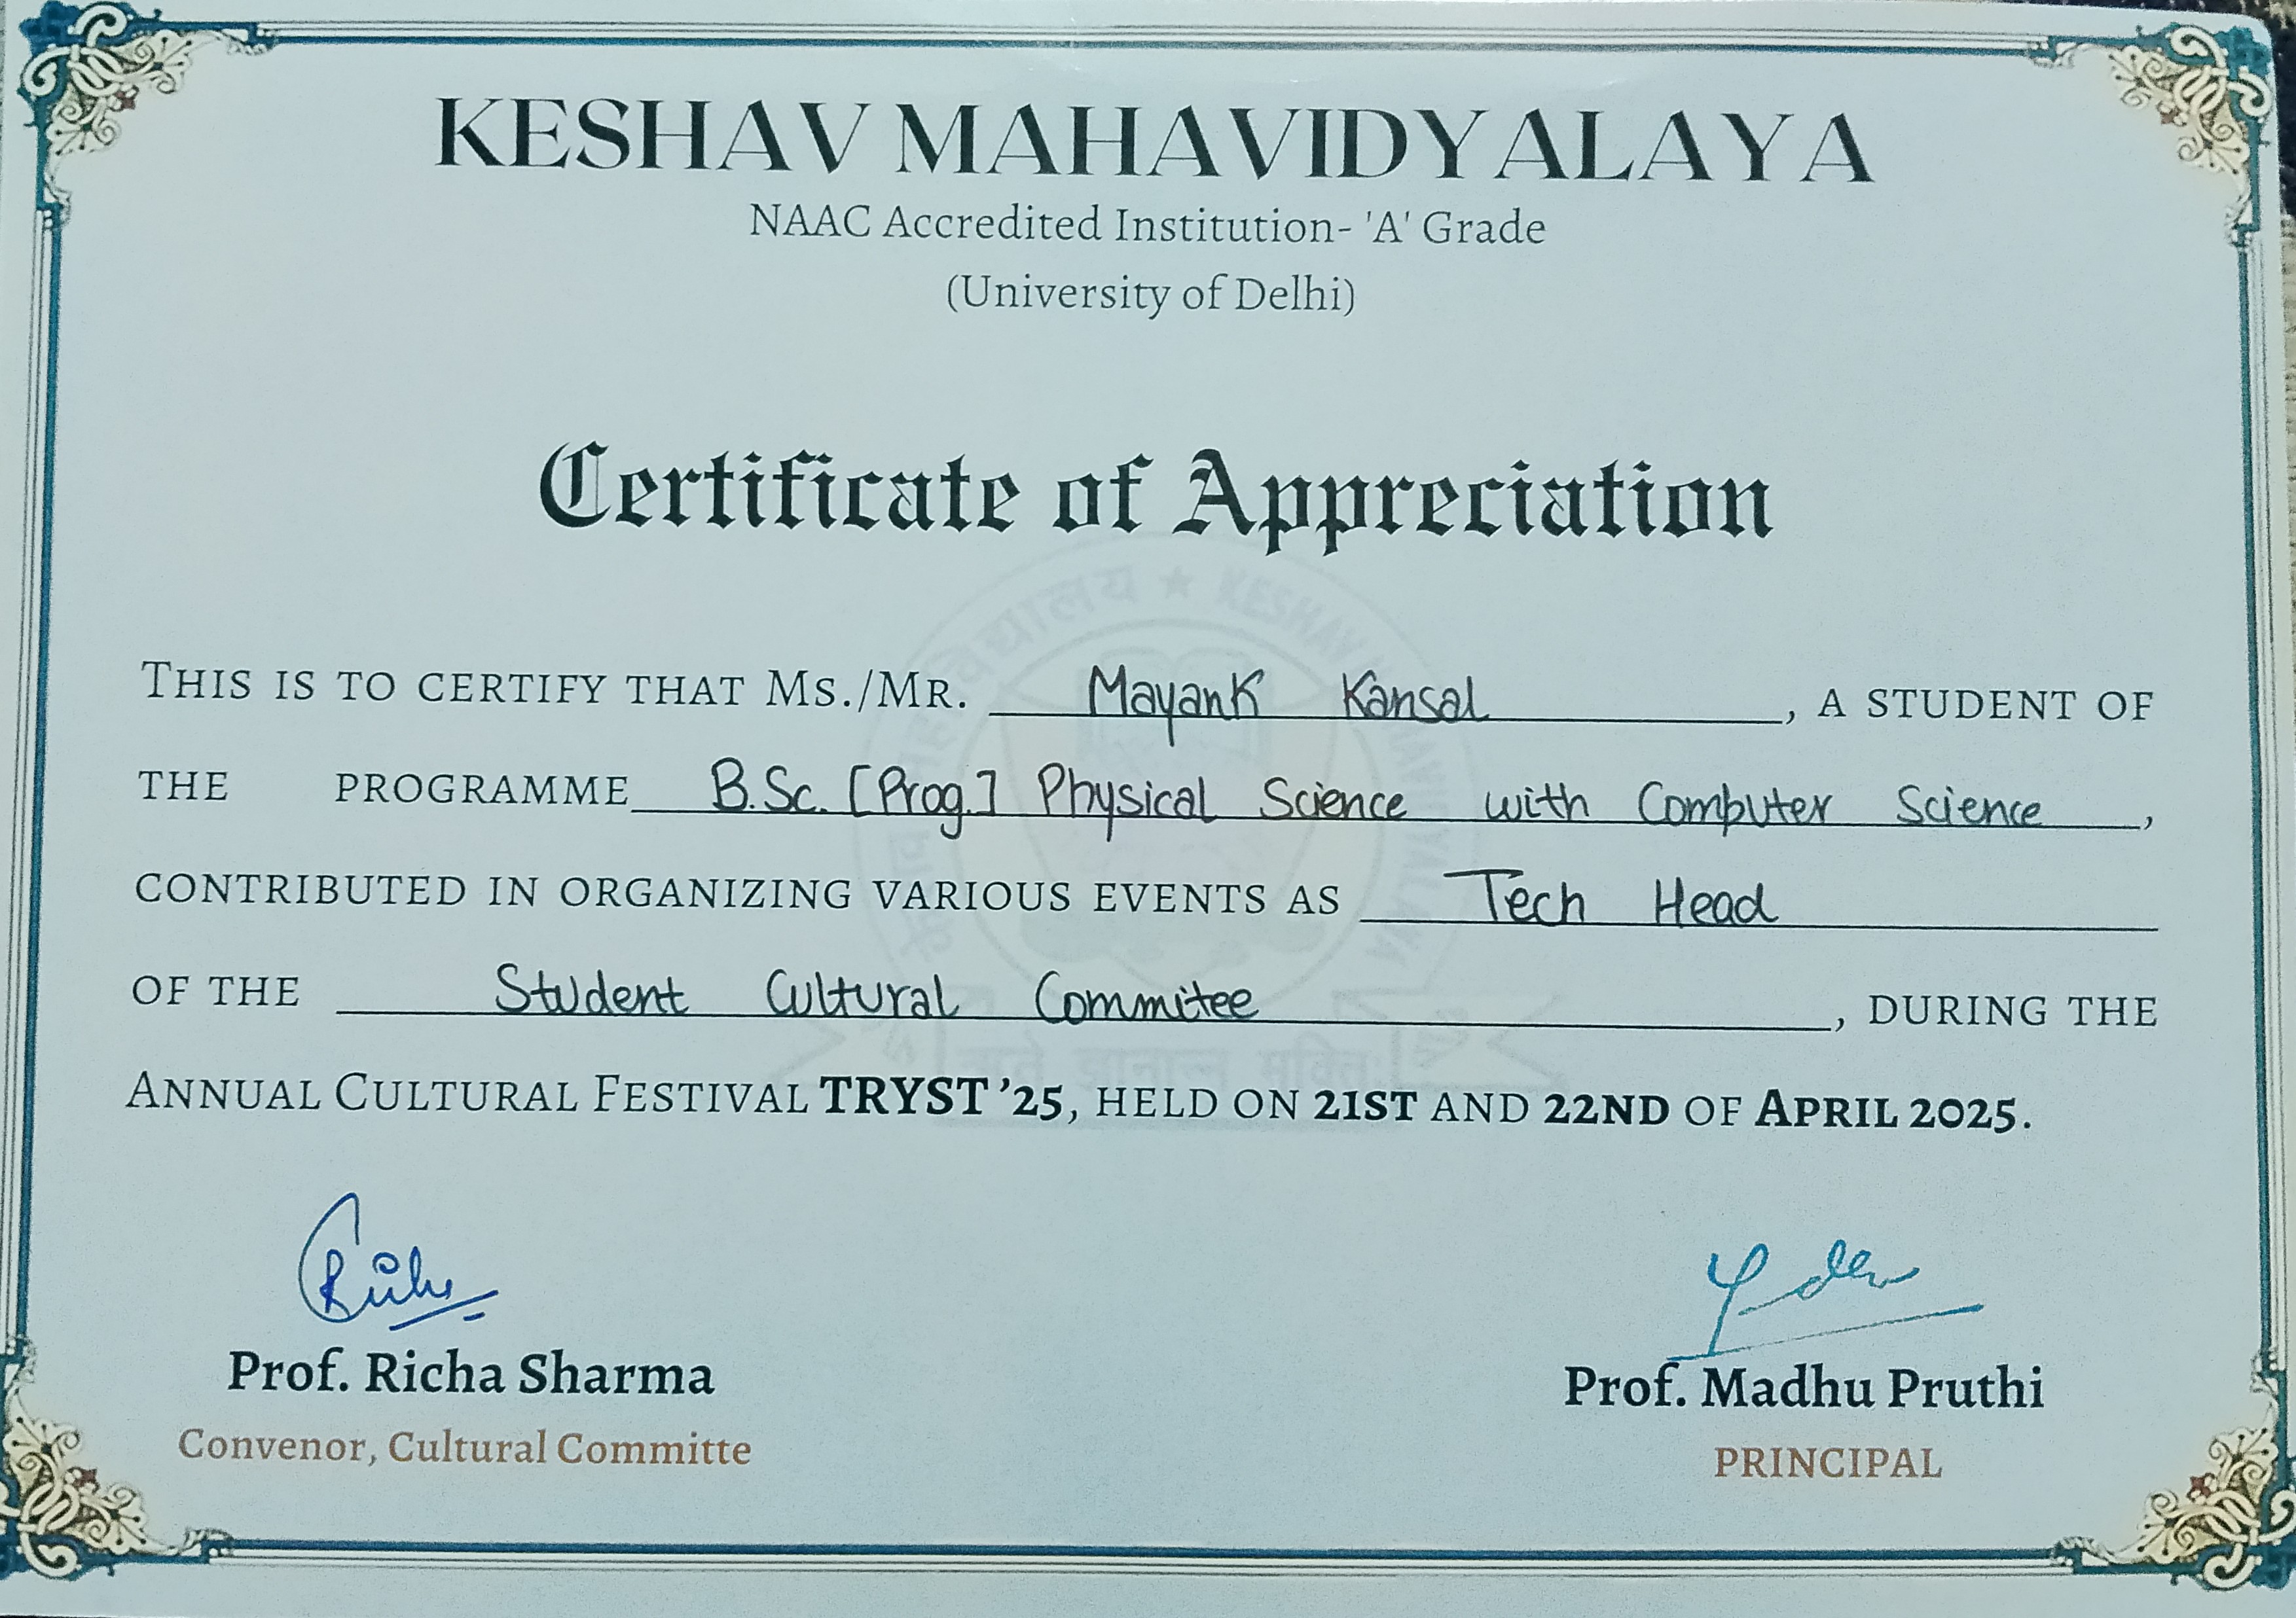 KESHAV MAHAVIDYALAYA
NAAC Accredited Institution- 'A' Grade
(University of Delhi)
Certificate of Appreciation
THIS IS TO CERTIFY THAT MS./MR. Mayank Kansal, A STUDENT OF
THE PROGRAMME B.Sc. [Prog.] Physical Science with Computer Science,
CONTRIBUTED IN ORGANIZING VARIOUS EVENTS AS Tech Head
OF THE Student Cultural Commitee, DURING THE
ANNUAL CULTURAL FESTIVAL TRYST '25, HELD ON 21ST AND 22ND OF APRIL 2025.
Prof. Richa Sharma
Convenor, Cultural Committe
Prof. Madhu Pruthi
PRINCIPAL